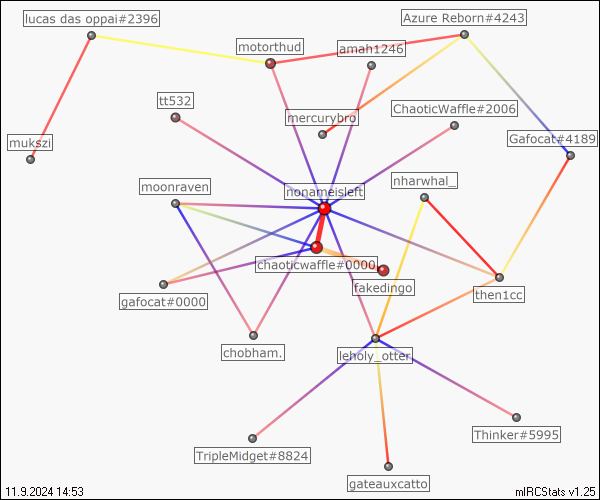 lucas das oppai#2396
Azure Reborn#4243
motorthud
amah1246
tt532
ChaoticWaffle#2006
mercurybro
Gafocat#4189
mukszi
moonraven
nonameisleft
nharwhal_
chaoticwaffle#0000
fakedingo
then1cc
gafocat#0000
chobham.
leholy_otter
Thinker#5995
TripleMidget#8824
gateauxcatto
11.9.2024 14:53
mIRCStats v1.25